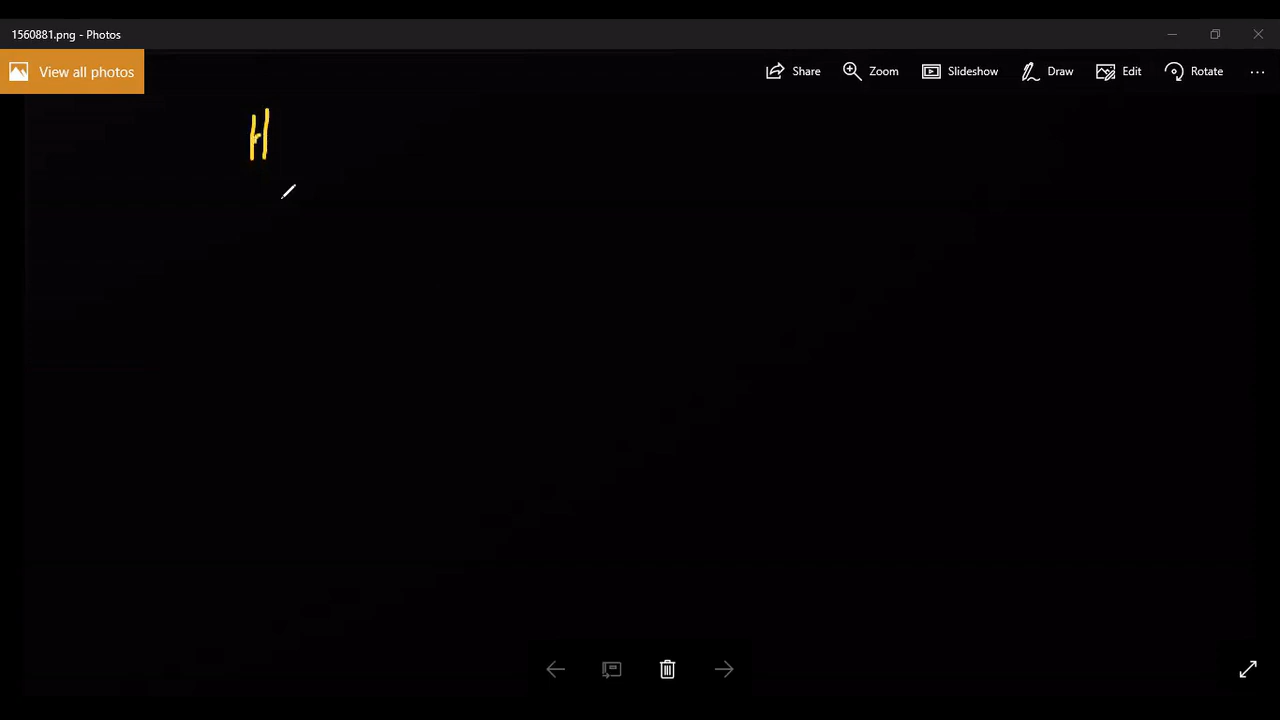 1560881.png - Photos
View all photos
Share
Zoom
Slideshow
Draw
Edit
Rotate
H